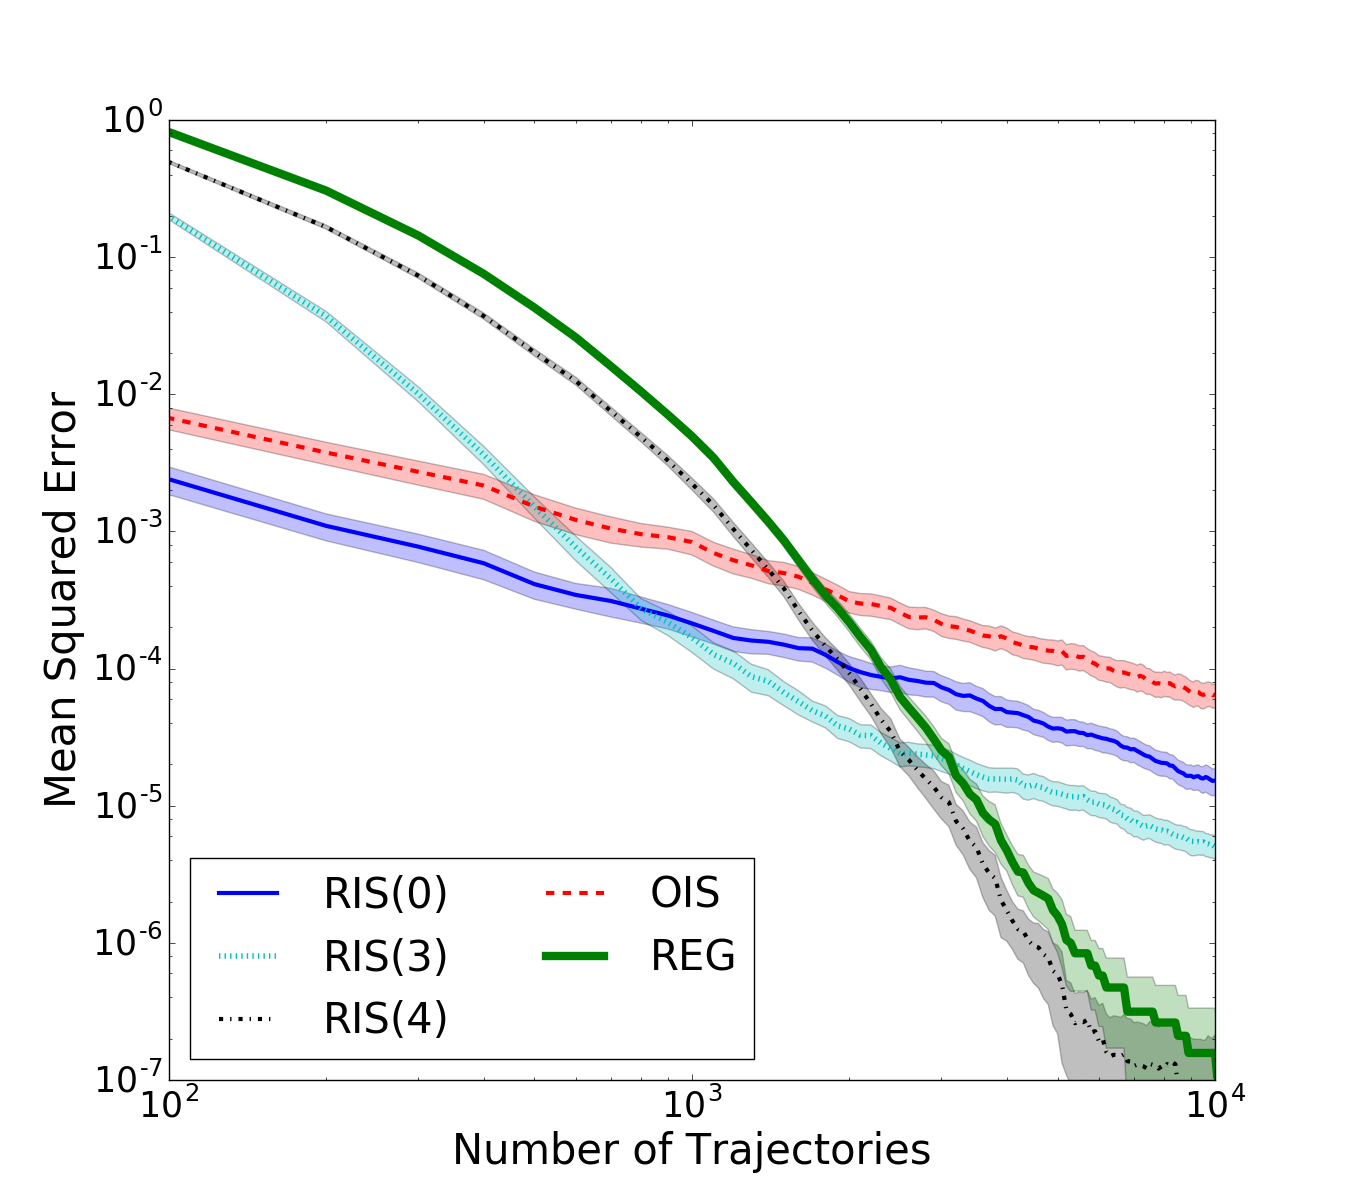 10^0
10^-1
10^-2
10^-3
10^-4
10^-5
10^-6
10^-7
Mean Squared Error
RIS(0)
OIS
RIS(3)
REG
RIS(4)
10^2
10^3
10^4
Number of Trajectories